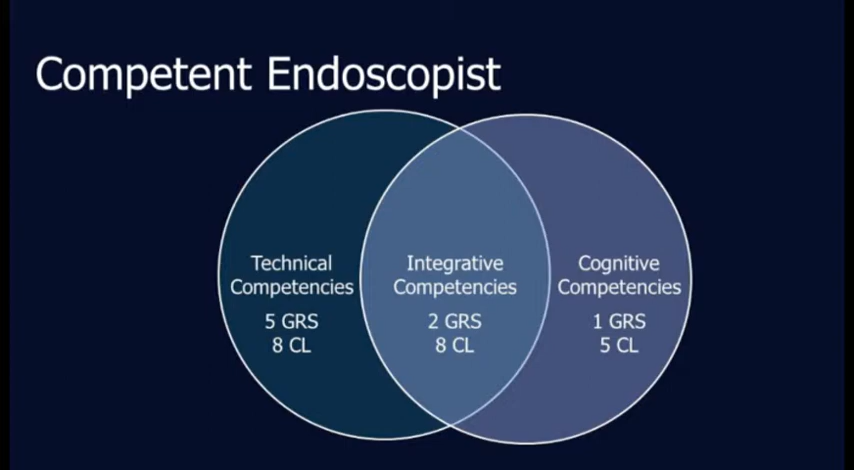 Competent Endoscopist
Technical
Competencies
5 GRS
8 CL
Integrative
Competencies
2 GRS
8 CL
Cognitive
Competencies
1 GRS
5 CL